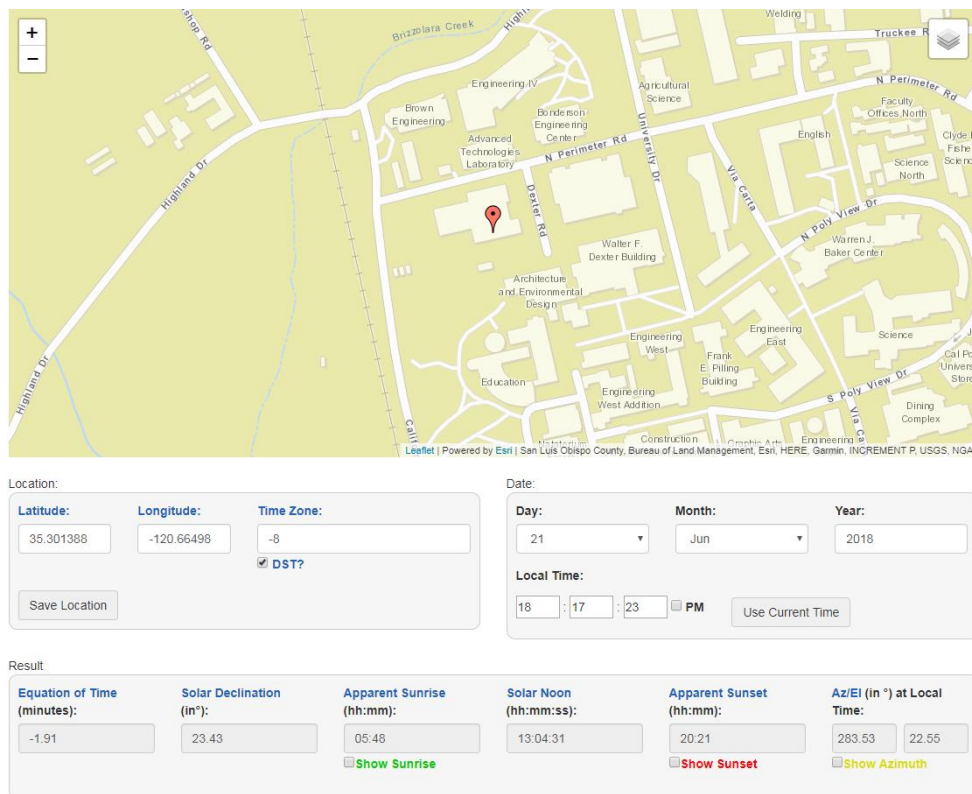 +
−
Bishop Rd
Brizzolara Creek
Highland Dr
Welding
Truckee
Engineering IV
Agricultural
Science
N Perimeter Rd
Brown
Engineering
Bonderson
Engineering
Center
Faculty
Offices North
English
Advanced
Technologies
Laboratory
N Perimeter Rd
University Dr
Science
North
Highland Dr
Dexter Rd
Via Carta
N Poly View Dr
Walter F.
Dexter Building
Warren J.
Baker Center
Architecture
and Environmental
Design
Engineering
West
Engineering
East
Science
Frank
E. Pilling
Building
Highland Dr
Education
Engineering
West Addition
S Poly View Dr
Dining
Complex
Construction
Leaflet | Powered by Esri | San Luis Obispo County, Bureau of Land Management, Esri, HERE, Garmin, INCREMENT P, USGS, NGA
Location:
Latitude: Longitude: Time Zone:
35.301388 -120.66498 -8
DST?
Save Location
Date:
Day: Month: Year:
21 Jun 2018
Local Time:
18 : 17 : 23 PM Use Current Time
Result
Equation of Time Solar Declination Apparent Sunrise Solar Noon Apparent Sunset Az/El (in °) at Local
(minutes): (in°): (hh:mm): (hh:mm:ss): (hh:mm): Time:
-1.91 23.43 05:48 13:04:31 20:21 283.53 22.55
Show Sunrise Show Sunset Show Azimuth